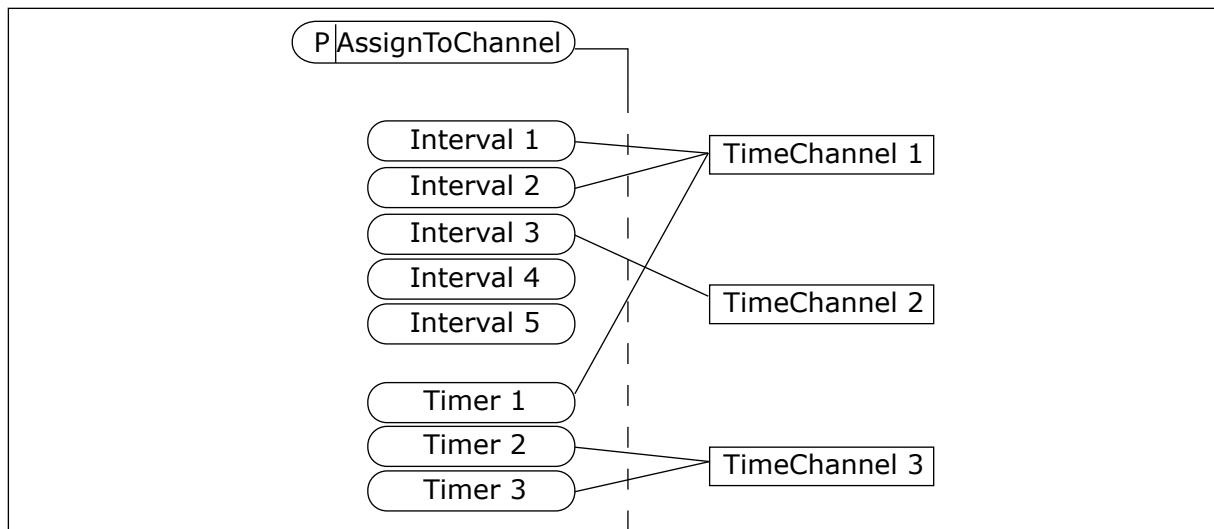 P AssignToChannel
Interval 1
Interval 2
Interval 3
Interval 4
Interval 5
Timer 1
Timer 2
Timer 3
TimeChannel 1
TimeChannel 2
TimeChannel 3